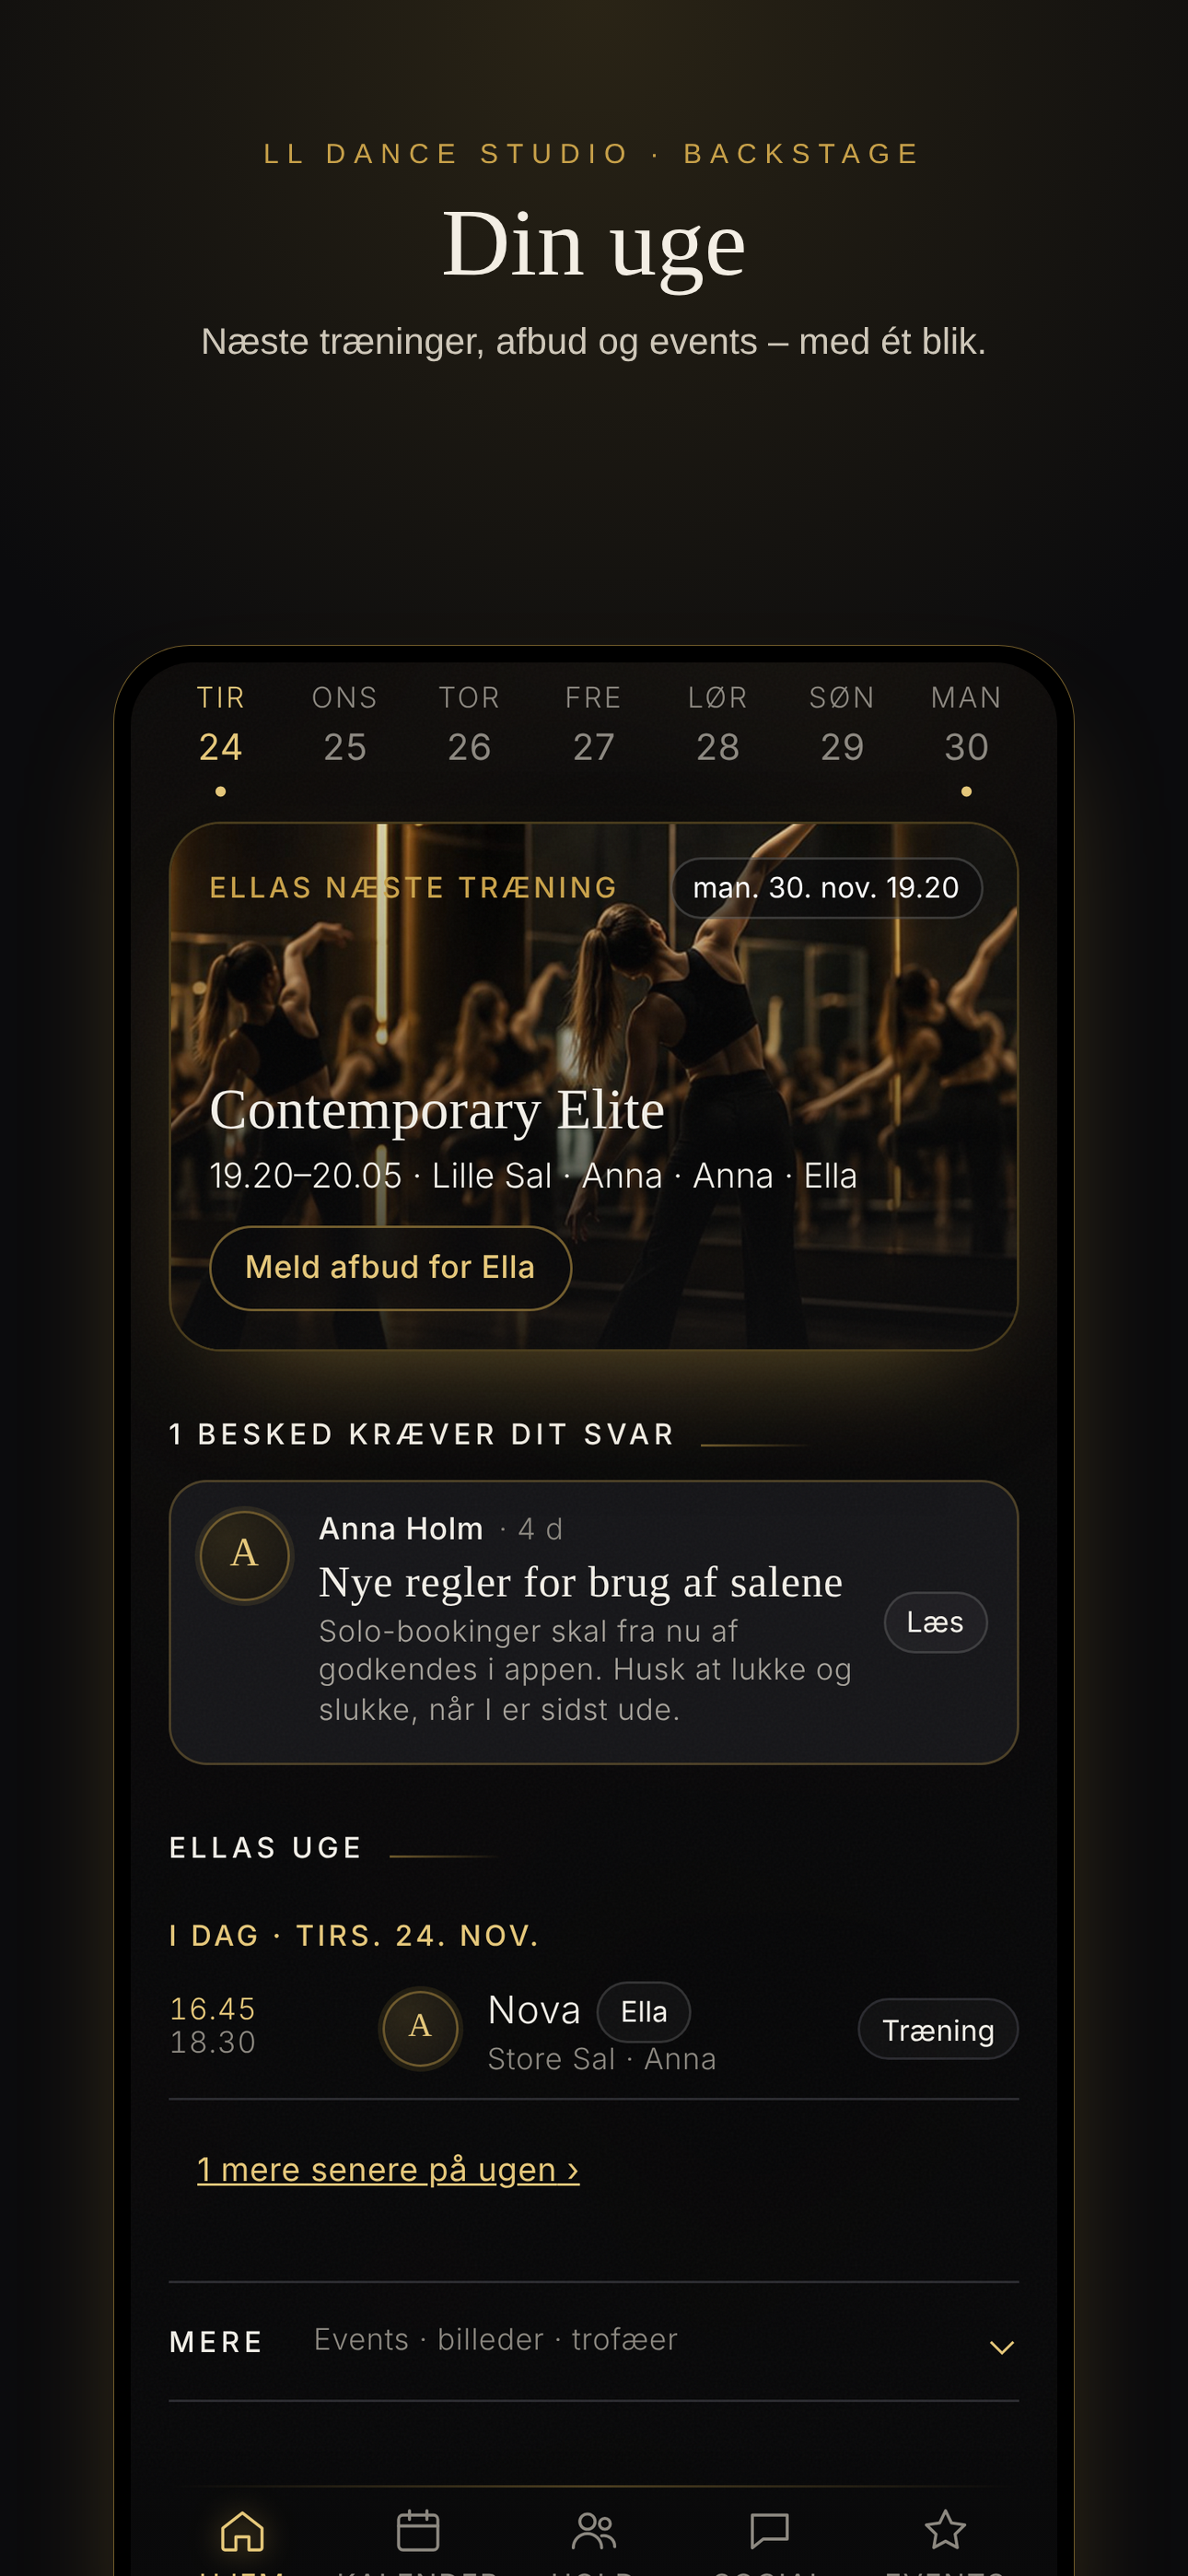 LL DANCE STUDIO · BACKSTAGE
Din uge
Næste træninger, afbud og events – med ét blik.
TIR ONS TOR FRE LØR SØN MAN
24 25 26 27 28 29 30
ELLAS NÆSTE TRÆNING
man. 30. nov. 19.20
Contemporary Elite
19.20–20.05 · Lille Sal · Anna · Anna · Ella
Meld afbud for Ella
1 BESKED KRÆVER DIT SVAR
A
Anna Holm · 4 d
Nye regler for brug af salene
Solo-bookinger skal fra nu af
godkendes i appen. Husk at lukke og
slukke, når I er sidst ude.
Læs
ELLAS UGE
I DAG · TIRS. 24. NOV.
16.45
18.30
A
Nova Ella
Store Sal · Anna
Træning
1 mere senere på ugen ›
MERE Events · billeder · trofæer